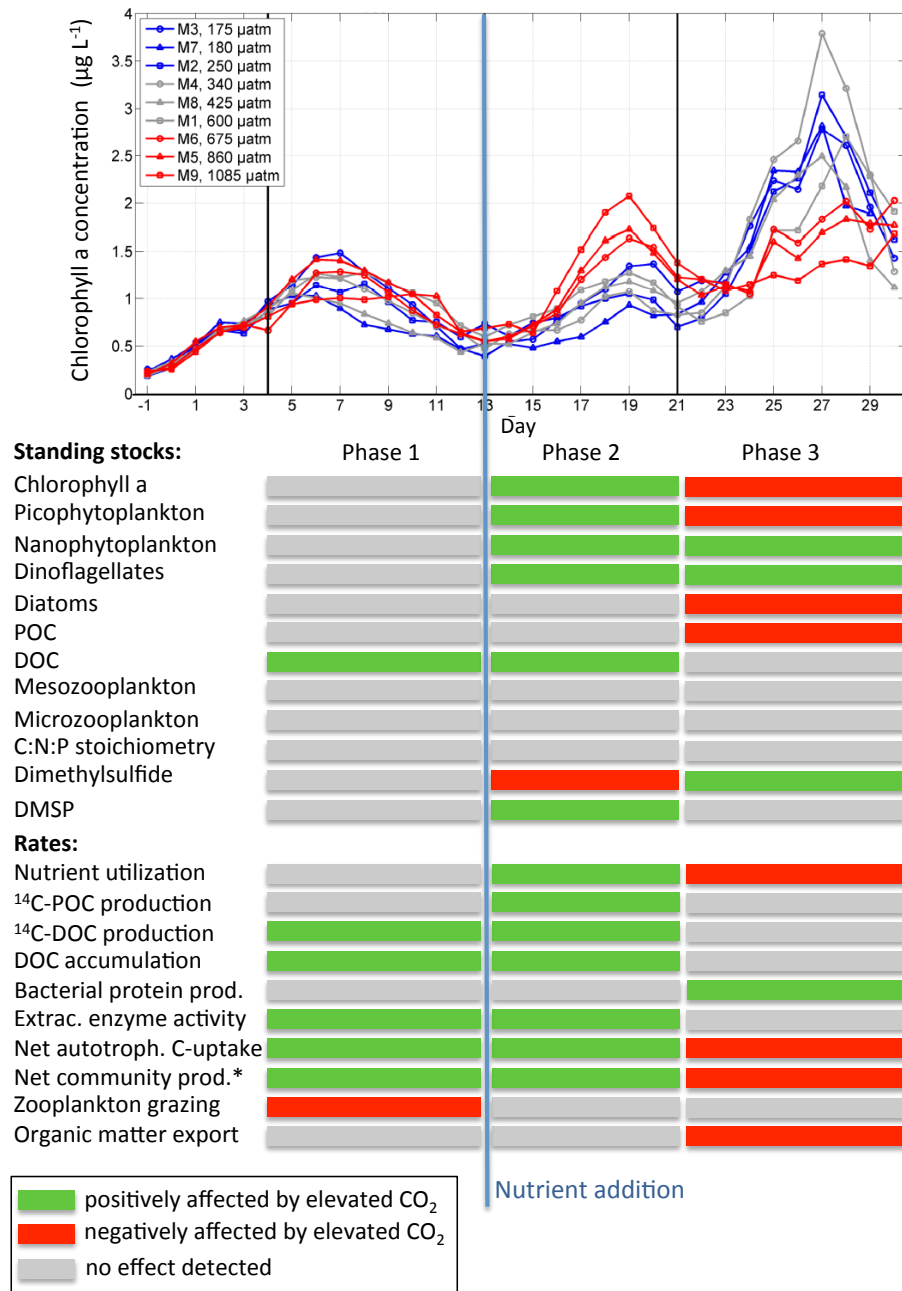 Chlorophyll a concentration (µg L-1)
4
3.5
3
2.5
2
1.5
1
0.5
0
M3, 175 µatm
M7, 180 µatm
M2, 250 µatm
M4, 340 µatm
M8, 425 µatm
M1, 600 µatm
M6, 675 µatm
M5, 860 µatm
M9, 1085 µatm
-1 1 3 5 7 9 11 13 15 17 19 21 23 25 27 29
Day
Standing stocks: Phase 1 Phase 2 Phase 3
Chlorophyll a
Picophytoplankton
Nanophytoplankton
Dinoflagellates
Diatoms
POC
DOC
Mesozooplankton
Microzooplankton
C:N:P stoichiometry
Dimethylsulfide
DMSP
Rates:
Nutrient utilization
14C-POC production
14C-DOC production
DOC accumulation
Bacterial protein prod.
Extrac. enzyme activity
Net autotroph. C-uptake
Net community prod.*
Zooplankton grazing
Organic matter export
Nutrient addition
positively affected by elevated CO2
negatively affected by elevated CO2
no effect detected